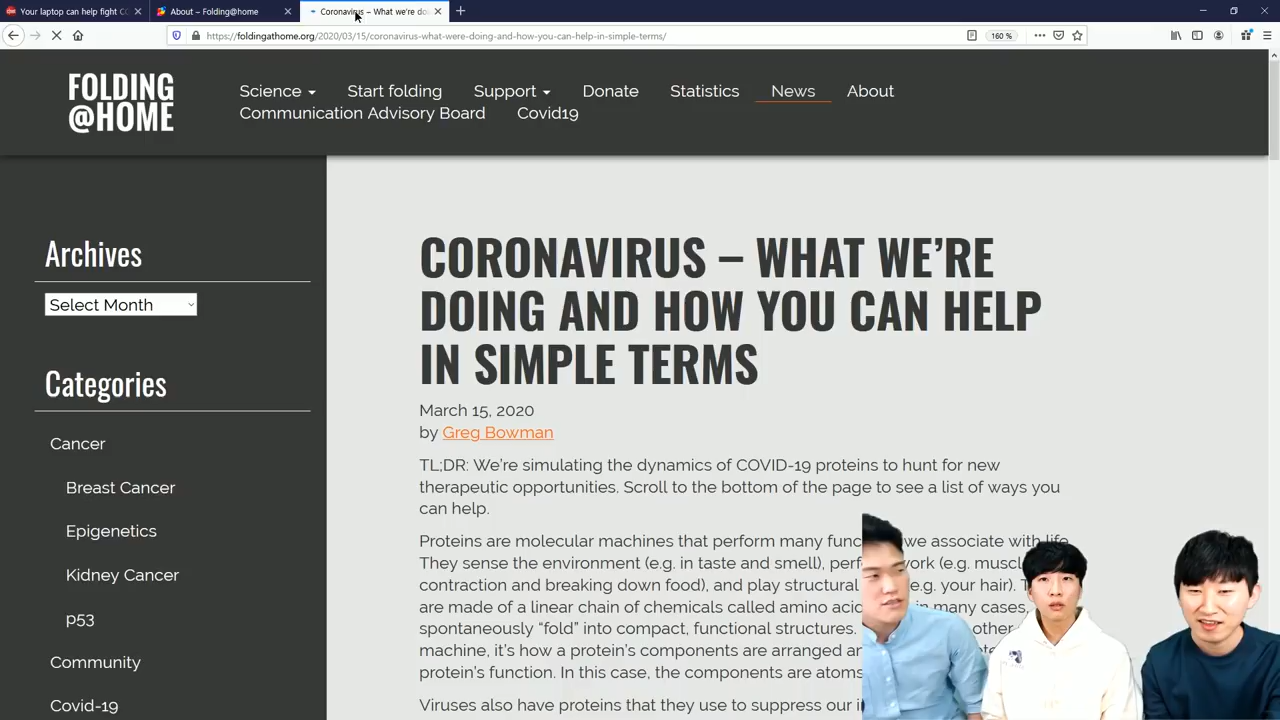 Your laptop can help fight CO
About – Folding@home
Coronavirus – What we're do
https://foldingathome.org/2020/03/15/coronavirus-what-were-doing-and-how-you-can-help-in-simple-terms/
160 %
FOLDING
@HOME
Science
Start folding
Support
Donate
Statistics
News
About
Communication Advisory Board
Covid19
Archives
Select Month
Categories
Cancer
Breast Cancer
Epigenetics
Kidney Cancer
p53
Community
Covid-19
CORONAVIRUS – WHAT WE'RE
DOING AND HOW YOU CAN HELP
IN SIMPLE TERMS
March 15, 2020
by Greg Bowman
TL;DR: We're simulating the dynamics of COVID-19 proteins to hunt for new
therapeutic opportunities. Scroll to the bottom of the page to see a list of ways you
can help.
Proteins are molecular machines that perform many func we associate with life.
They sense the environment (e.g. in taste and smell), perf work (e.g. muscl
contraction and breaking down food), and play structural e.g. your hair). T
are made of a linear chain of chemicals called amino acid in many cases,
spontaneously "fold" into compact, functional structures. other
machine, it's how a protein's components are arranged an
protein's function. In this case, the components are atoms
Viruses also have proteins that they use to suppress our i